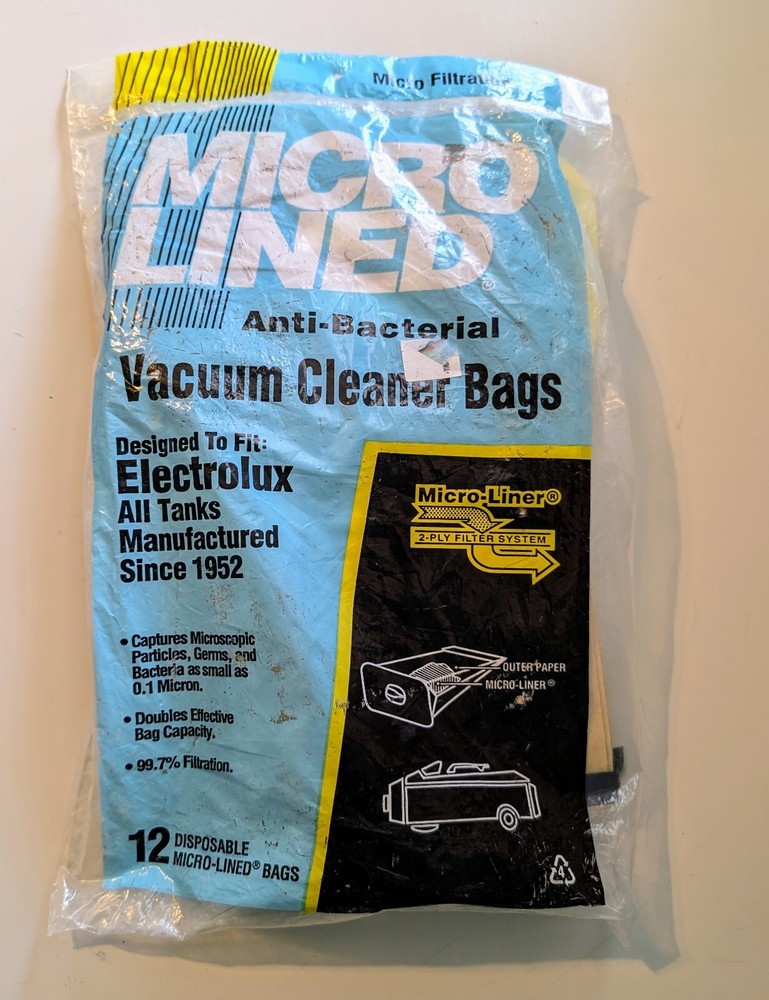 Micro Filtration
MICRO
LINED®
Anti-Bacterial
Vacuum Cleaner Bags
Designed To Fit:
Electrolux
All Tanks
Manufactured
Since 1952
• Captures Microscopic
Particles, Germs, and
Bacteria as small as
0.1 Micron.
• Doubles Effective
Bag Capacity.
• 99.7% Filtration.
12 DISPOSABLE
MICRO-LINED® BAGS
Micro-Liner®
2-PLY FILTER SYSTEM
OUTER PAPER
MICRO-LINER®
4